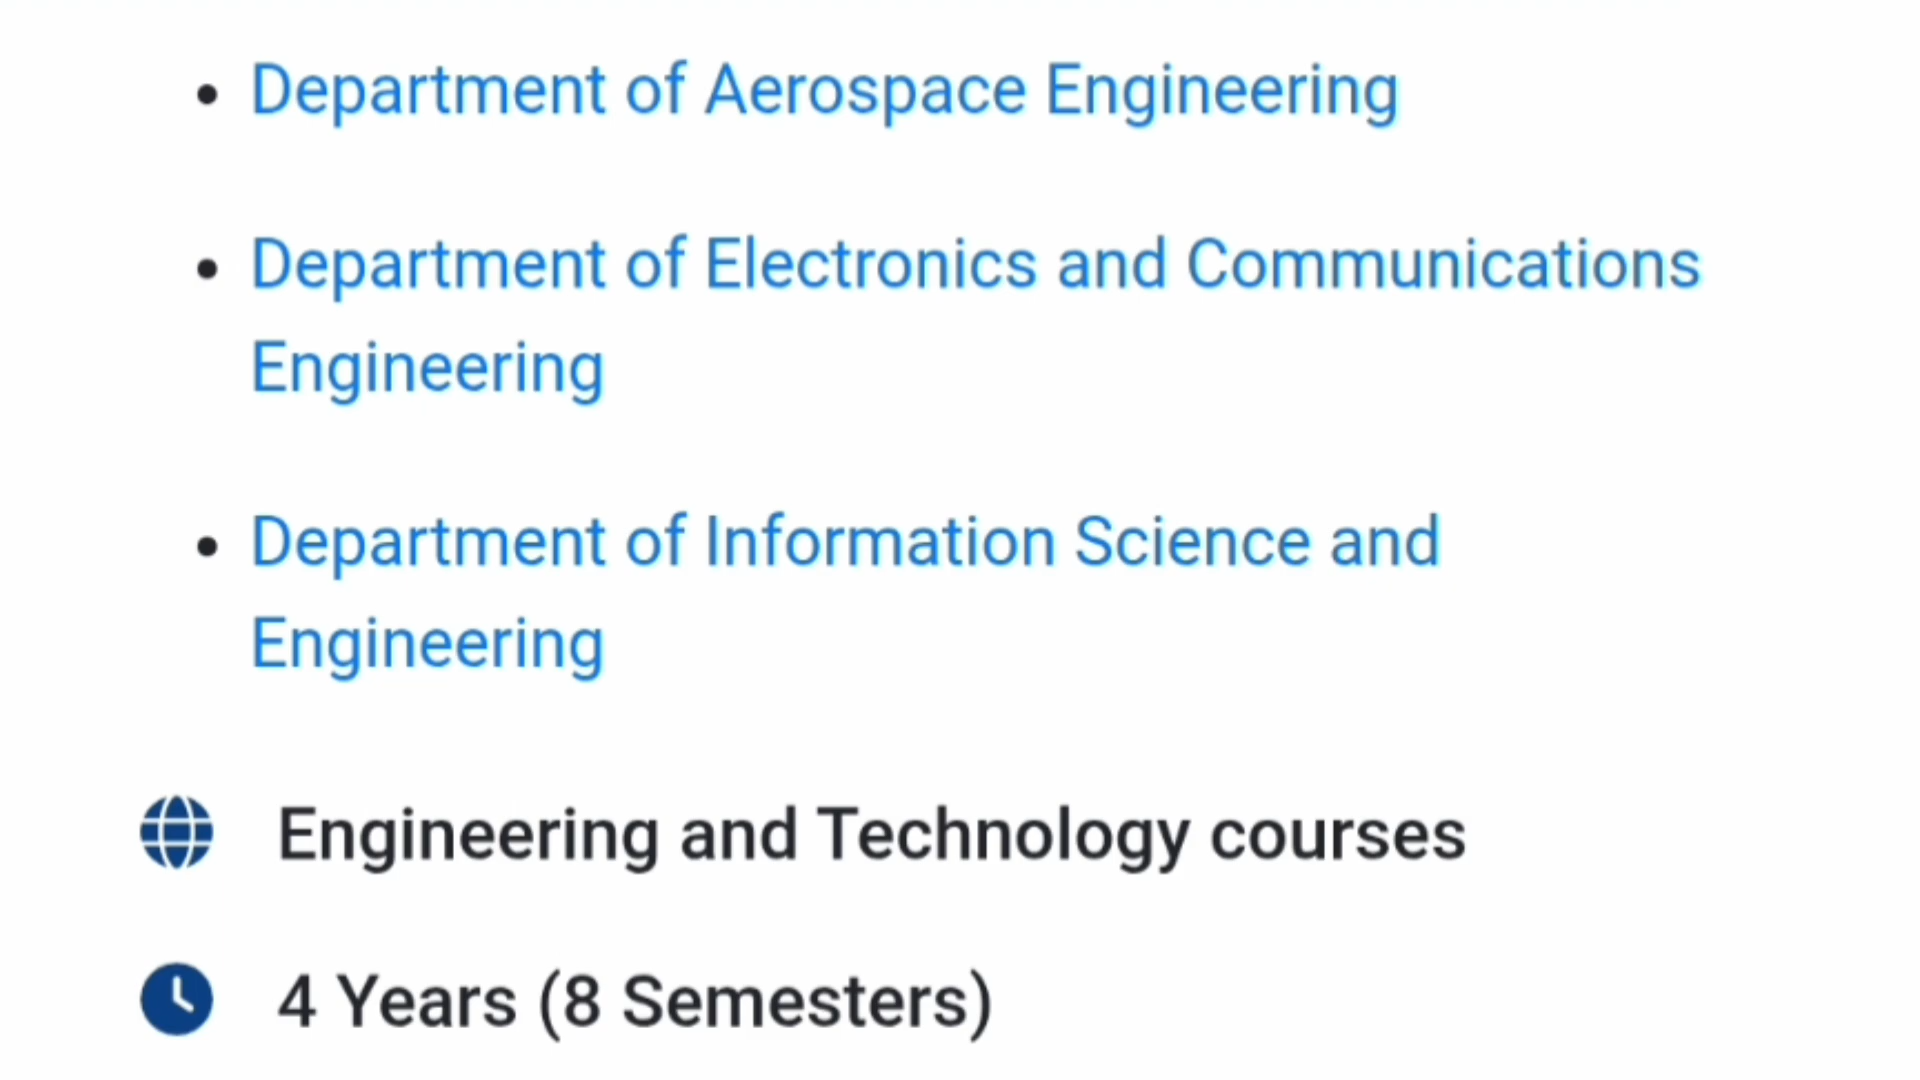 Department of Aerospace Engineering
Department of Electronics and Communications
Engineering
Department of Information Science and
Engineering
Engineering and Technology courses
4 Years (8 Semesters)